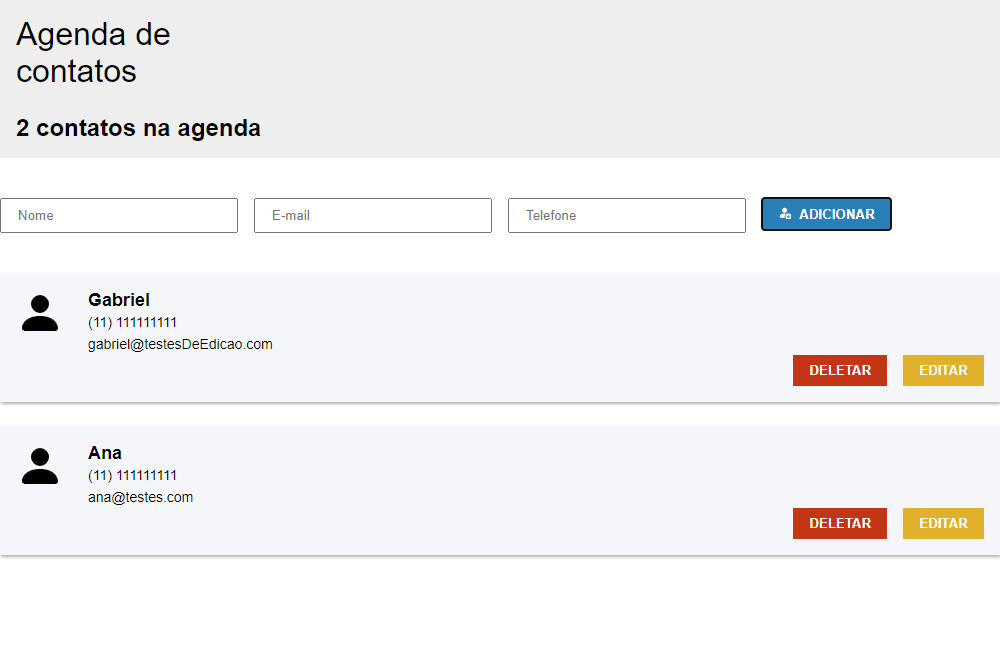 Agenda de
contatos
2 contatos na agenda
Nome
E-mail
Telefone
ADICIONAR
Gabriel
(11) 111111111
gabriel@testesDeEdicao.com
DELETAR
EDITAR
Ana
(11) 111111111
ana@testes.com
DELETAR
EDITAR